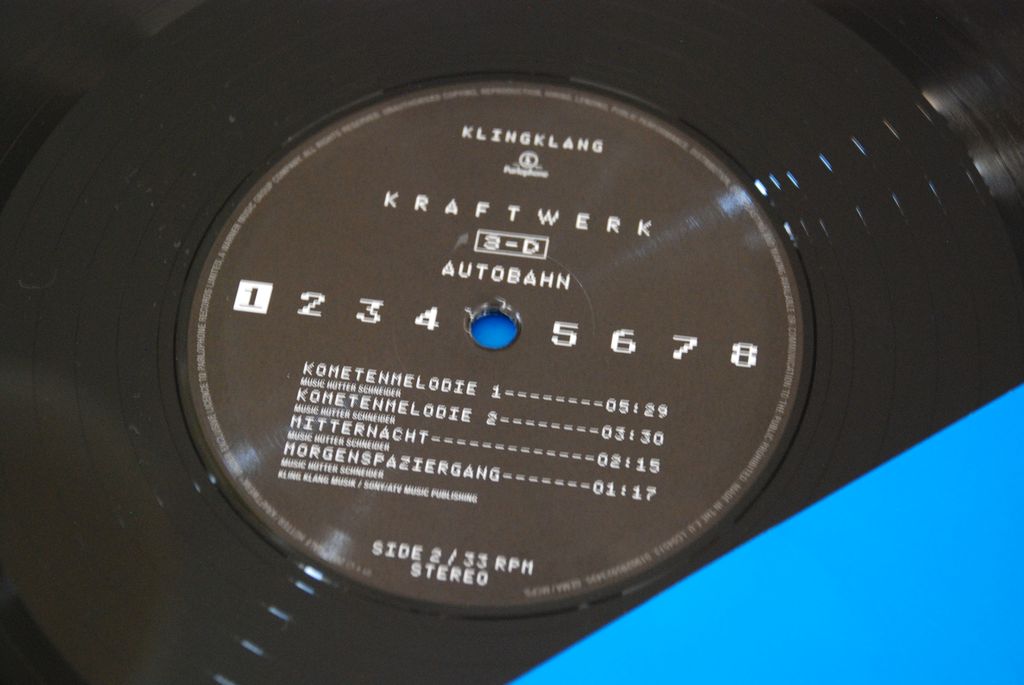 KLINGKLANG
Parlophone
KRAFTWERK
3-D
AUTOBAHN
1 2 3 4 5 6 7 8
KOMETENMELODIE 1--------05:29
MUSIC HÜTTER SCHNEIDER
KOMETENMELODIE 2--------03:30
MUSIC HÜTTER SCHNEIDER
MITTERNACHT-------------02:15
MUSIC HÜTTER SCHNEIDER
MORGENSPAZIERGANG-------01:17
MUSIC HÜTTER SCHNEIDER
KLING KLANG MUSIK / SONY/ATV MUSIC PUBLISHING
SIDE 2 / 33 RPM
STEREO